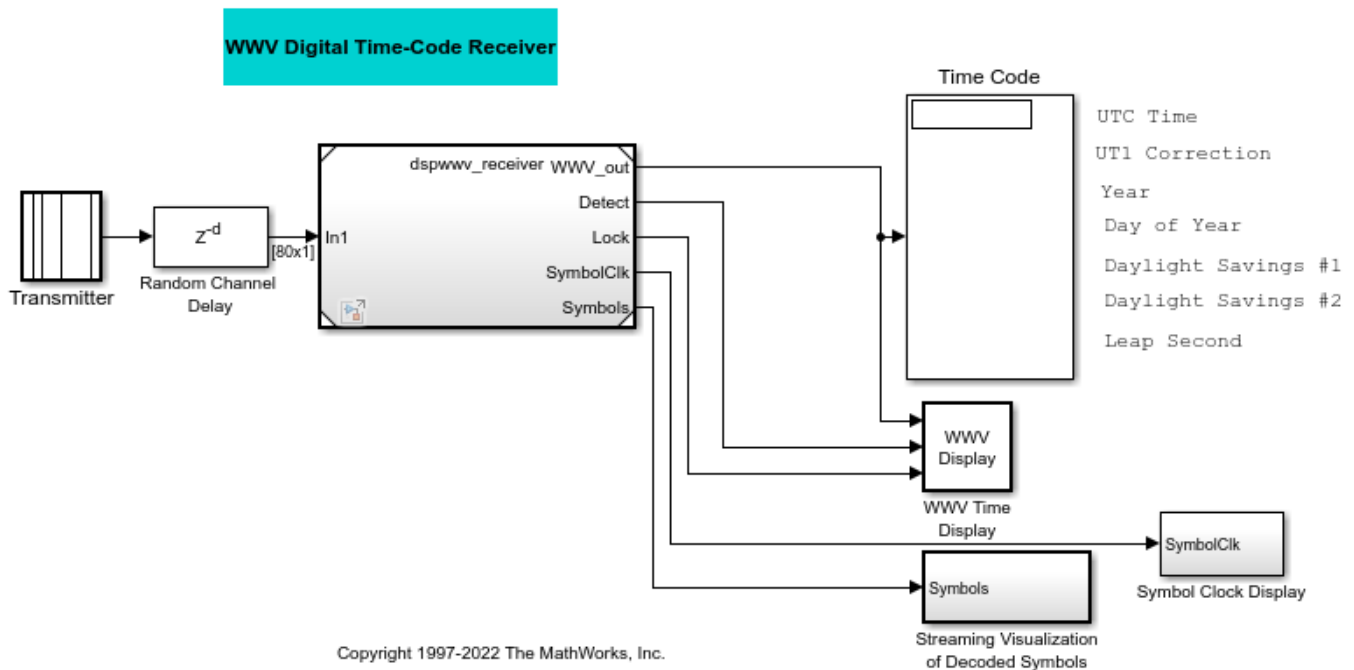 WWV Digital Time-Code Receiver
Time Code
UTC Time
UT1 Correction
Year
Day of Year
Daylight Savings #1
Daylight Savings #2
Leap Second
Transmitter
Z-d
Random Channel
Delay
[80x1]
In1
dspwwv_receiver
WWV_out
Detect
Lock
SymbolClk
Symbols
WWV
Display
WWV Time
Display
SymbolClk
Symbol Clock Display
Symbols
Streaming Visualization
of Decoded Symbols
Copyright 1997-2022 The MathWorks, Inc.